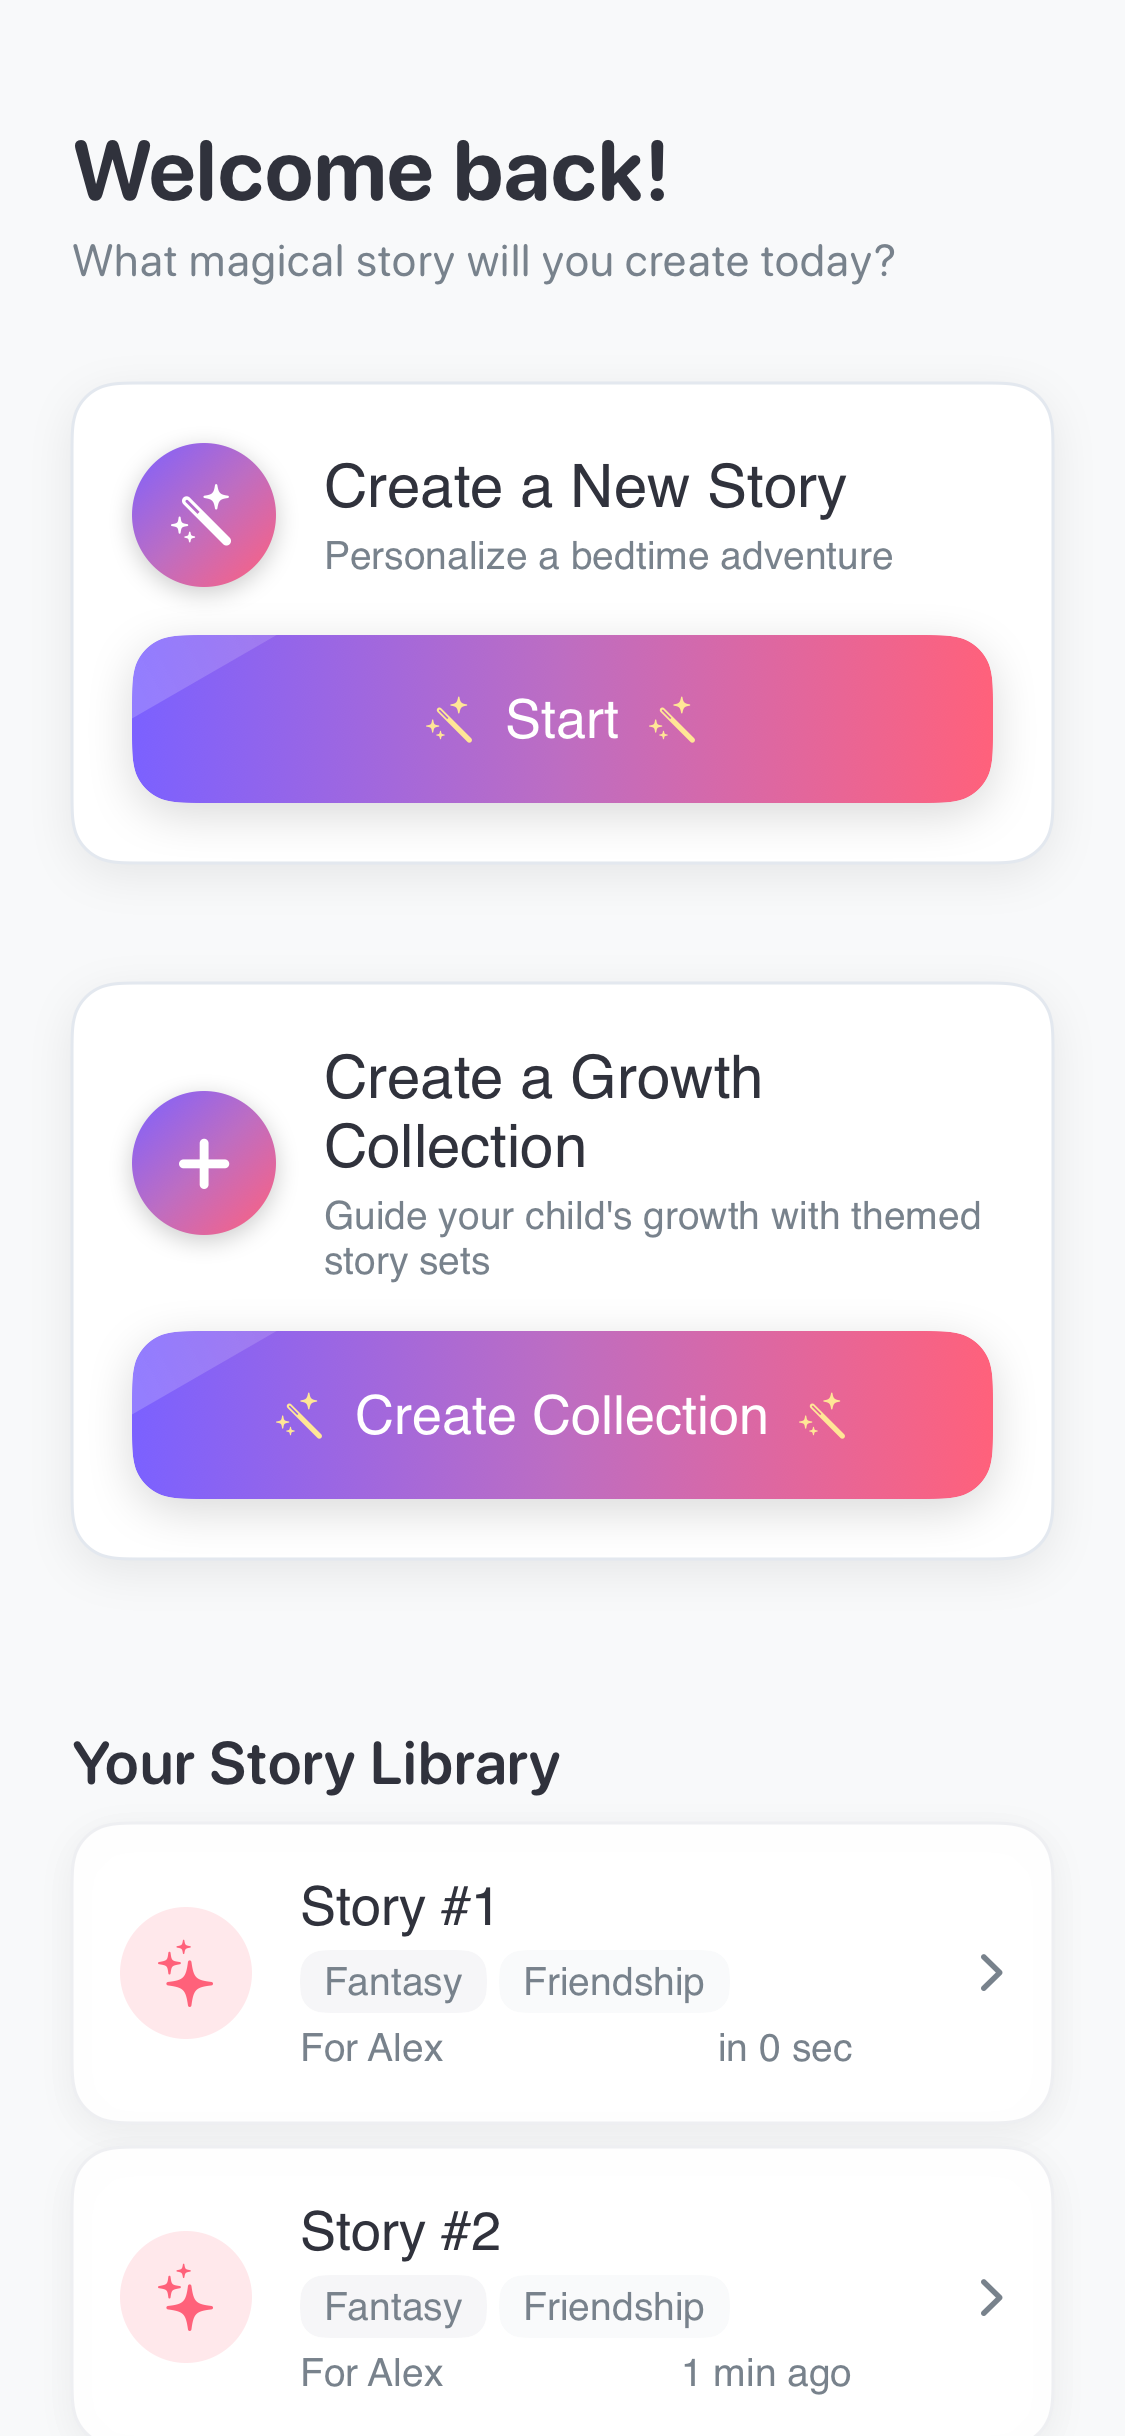 Welcome back!
What magical story will you create today?
Create a New Story
Personalize a bedtime adventure
Start
Create a Growth
Collection
Guide your child's growth with themed
story sets
Create Collection
Your Story Library
Story #1
Fantasy Friendship
For Alex in 0 sec
Story #2
Fantasy Friendship
For Alex 1 min ago